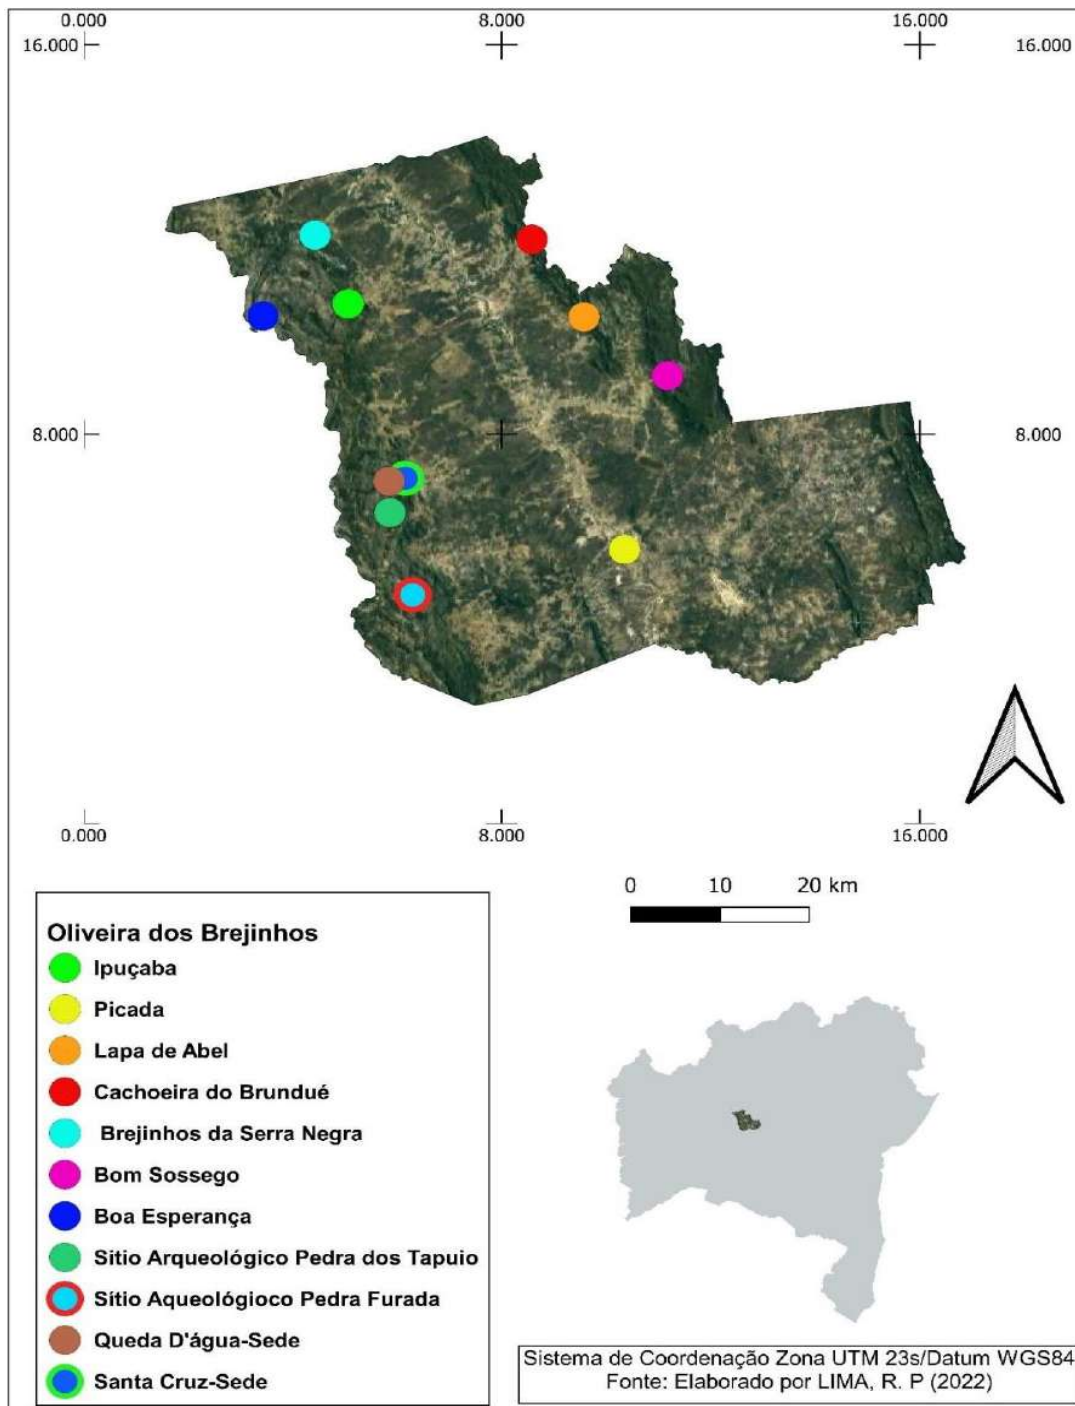 0.000 8.000 16.000
16.000 16.000
8.000 8.000
0.000 8.000 16.000
0 10 20 km
Oliveira dos Brejinhos
Ipuçaba
Picada
Lapa de Abel
Cachoeira do Brundué
Brejinhos da Serra Negra
Bom Sossego
Boa Esperança
Sitio Arqueológico Pedra dos Tapuio
Sítio Aqueológioco Pedra Furada
Queda D'água-Sede
Santa Cruz-Sede
Sistema de Coordenação Zona UTM 23s/Datum WGS84
Fonte: Elaborado por LIMA, R. P (2022)